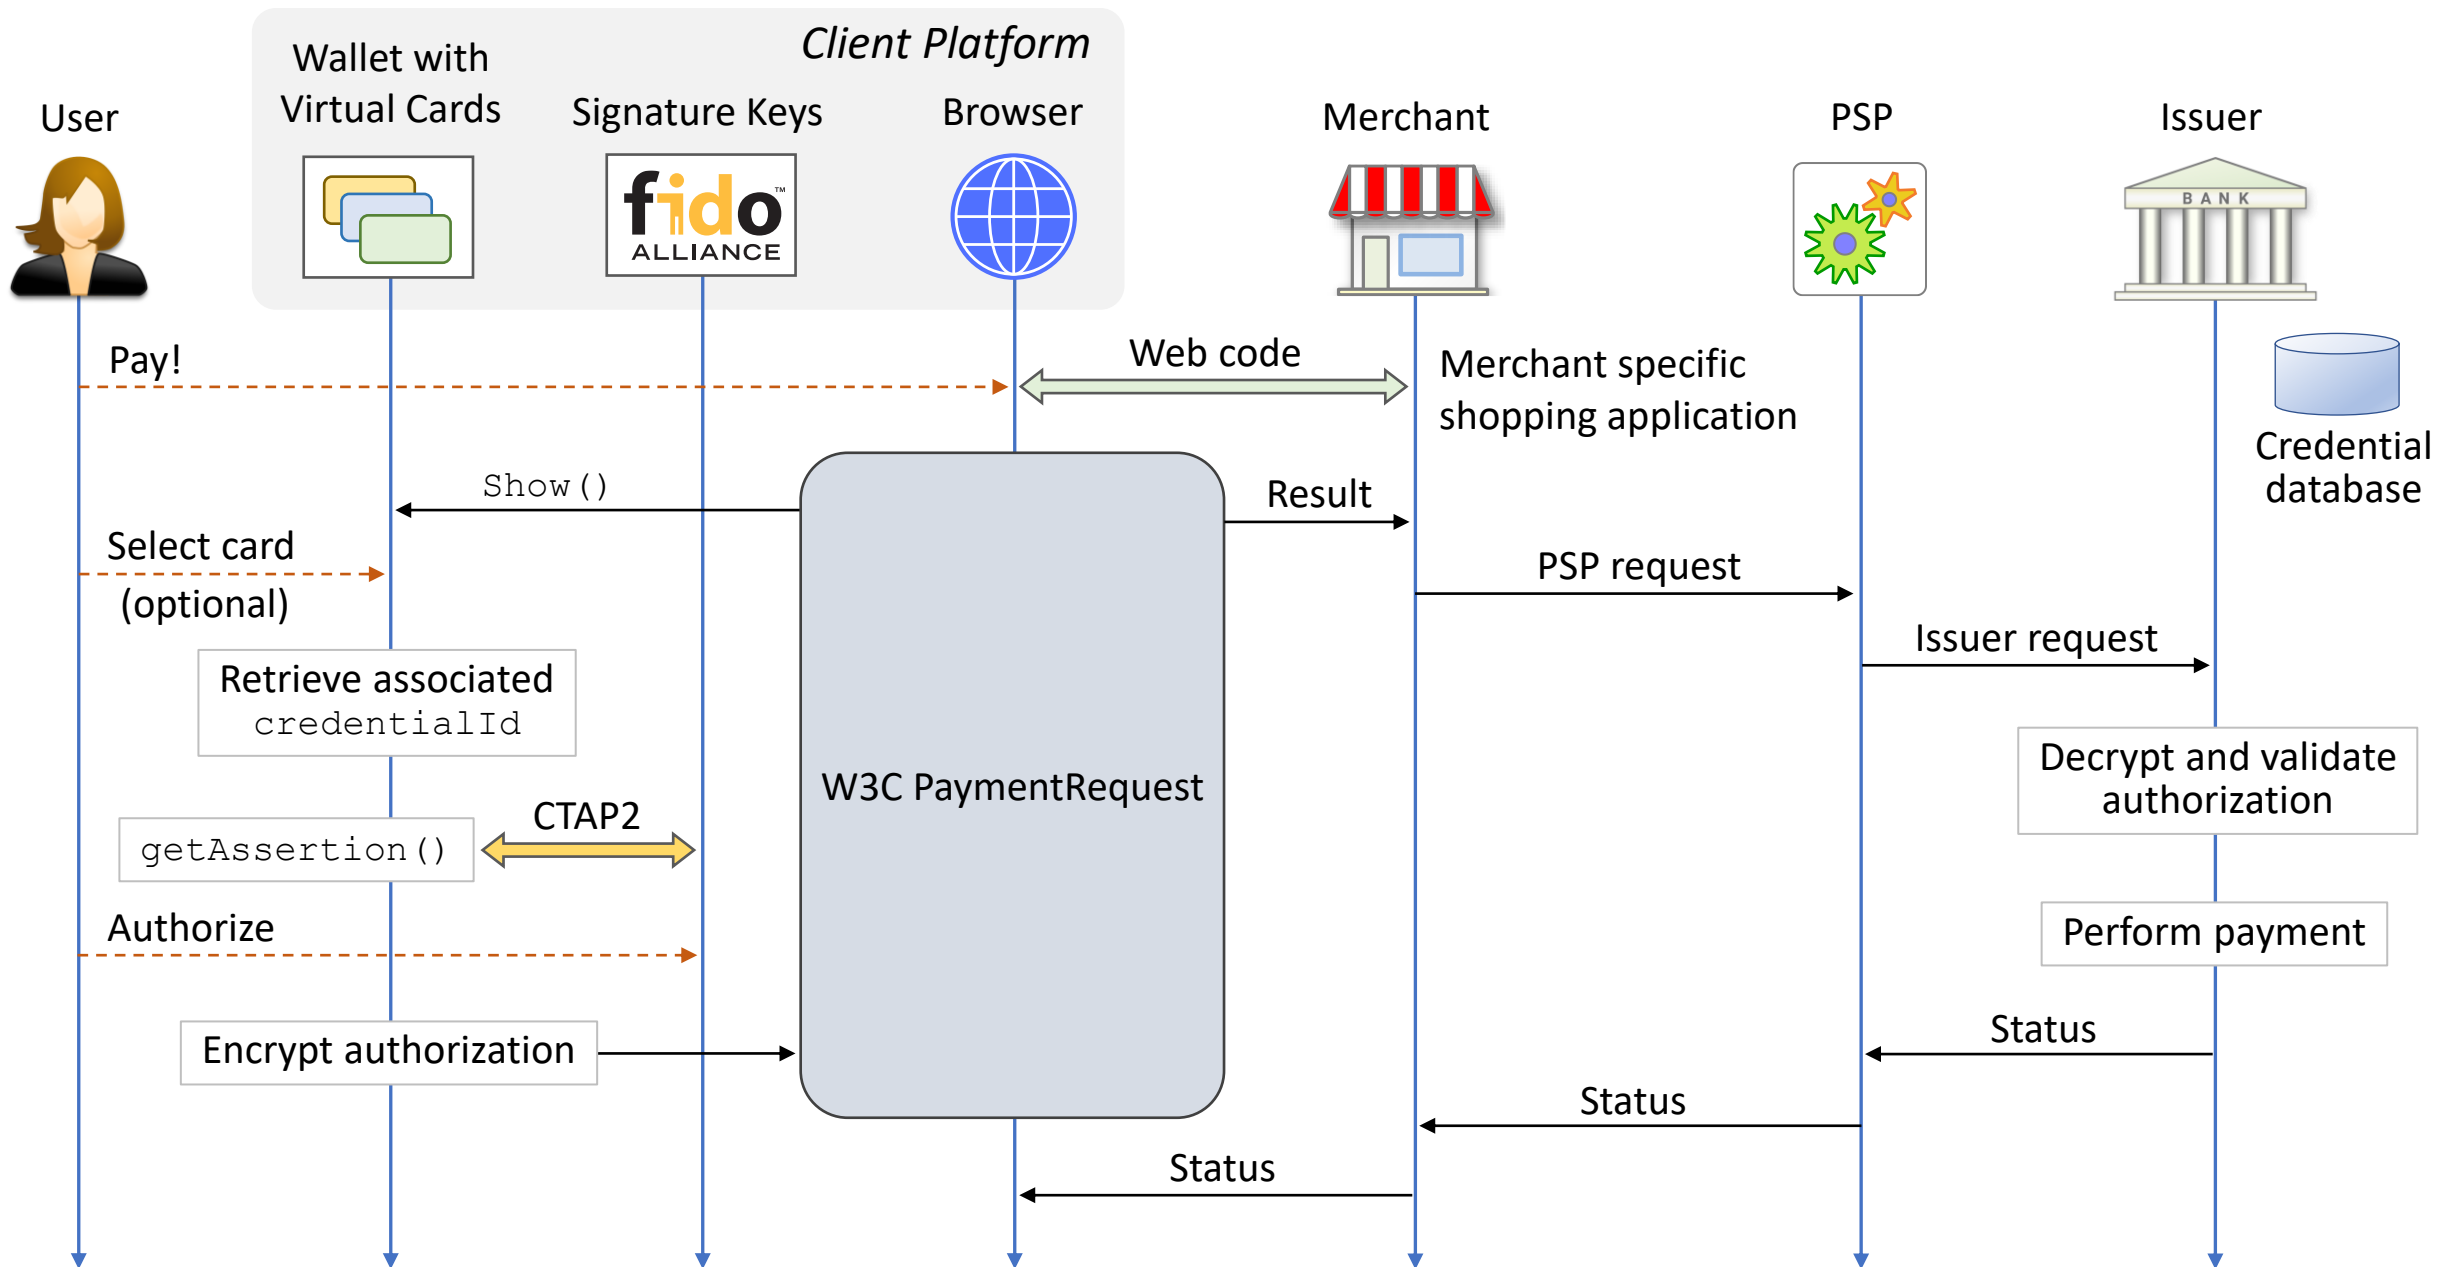 Client Platform
Wallet with
Virtual Cards
User
Signature Keys
Browser
Merchant
PSP
Issuer
fido™
ALLIANCE
BANK
Pay!
Web code
Merchant specific
shopping application
Credential
database
Show()
Result
Select card
(optional)
PSP request
Issuer request
Retrieve associated
credentialId
W3C PaymentRequest
Decrypt and validate
authorization
CTAP2
getAssertion()
Authorize
Perform payment
Encrypt authorization
Status
Status
Status